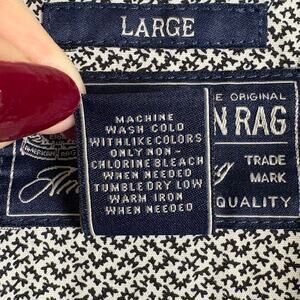 LARGE
MACHINE
WASH COLD
WITH LIKE COLORS
ONLY NON-
CHLORINE BLEACH
WHEN NEEDED
TUMBLE DRY LOW
WARM IRON
WHEN NEEDED
E ORIGINAL
N RAG
TRADE
MARK
QUALITY